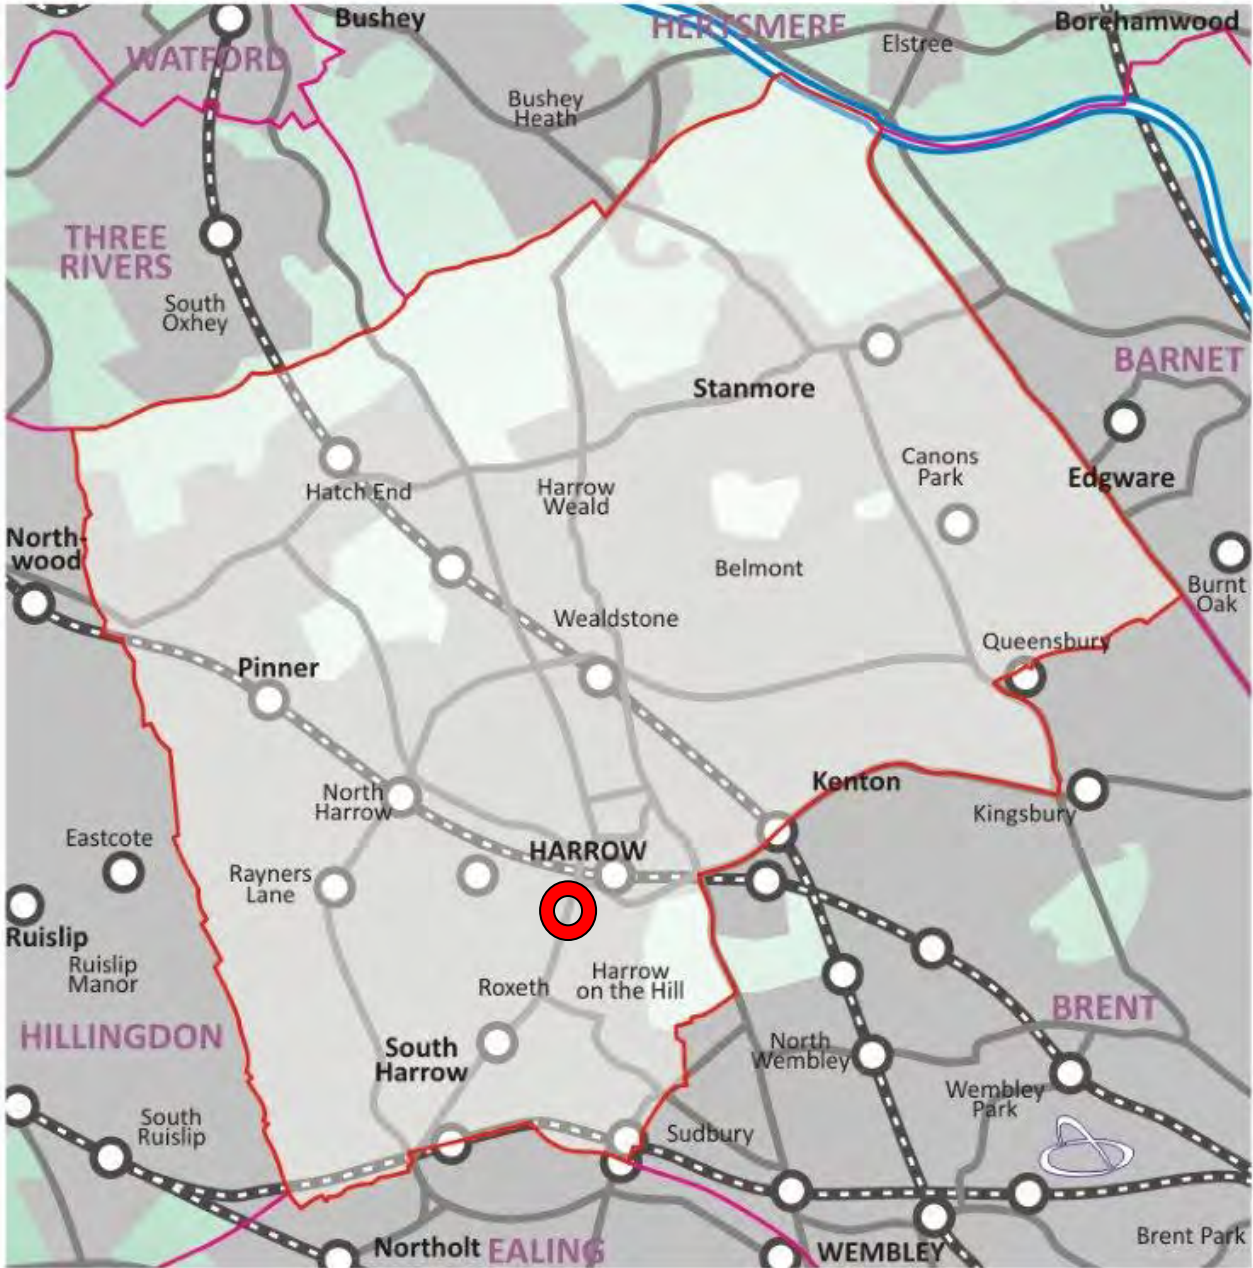 Bushey
HERTSMERE
Borehamwood
Elstree
WATFORD
Bushey
Heath
THREE
RIVERS
South
Oxhey
BARNET
Stanmore
Canons
Park
Edgware
Hatch End
Harrow
Weald
North-
wood
Belmont
Burnt
Oak
Wealdstone
Queensbury
Pinner
Kenton
North
Harrow
Kingsbury
Eastcote
HARROW
Rayners
Lane
Ruislip
Ruislip
Manor
Roxeth
Harrow
on the Hill
BRENT
HILLINGDON
South
Harrow
North
Wembley
Wembley
Park
South
Ruislip
Sudbury
Northolt
EALING
WEMBLEY
Brent Park